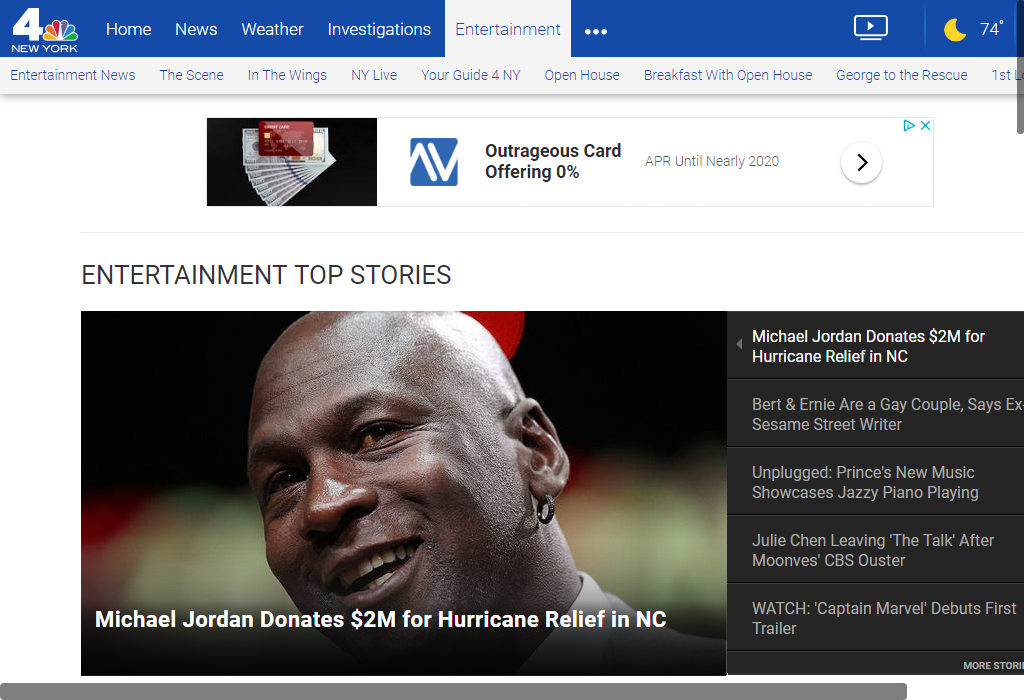 4
NEW YORK
Home
News
Weather
Investigations
Entertainment
74°
Entertainment News
The Scene
In The Wings
NY Live
Your Guide 4 NY
Open House
Breakfast With Open House
George to the Rescue
1st Lo
CREDIT CARD
Outrageous Card
Offering 0%
APR Until Nearly 2020
ENTERTAINMENT TOP STORIES
Michael Jordan Donates $2M for Hurricane Relief in NC
Michael Jordan Donates $2M for
Hurricane Relief in NC
Bert & Ernie Are a Gay Couple, Says Ex-
Sesame Street Writer
Unplugged: Prince's New Music
Showcases Jazzy Piano Playing
Julie Chen Leaving 'The Talk' After
Moonves' CBS Ouster
WATCH: 'Captain Marvel' Debuts First
Trailer
MORE STORI